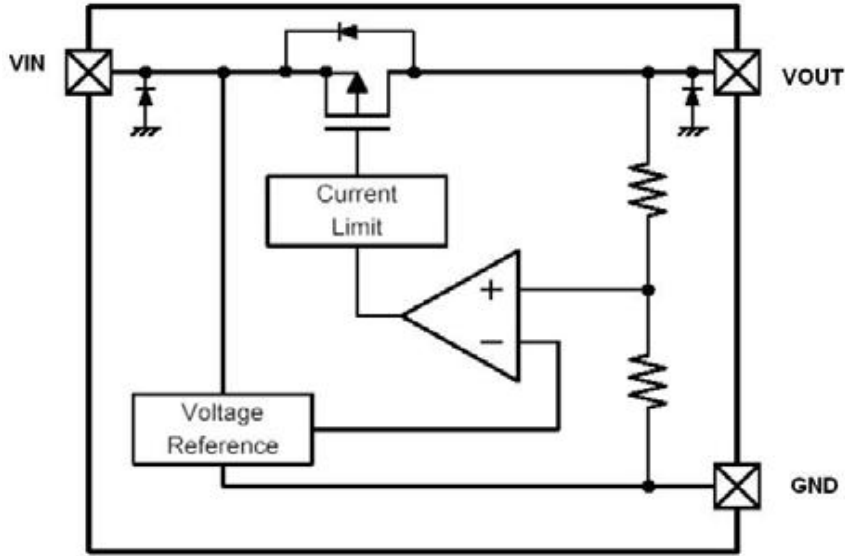 VIN
VOUT
Current
Limit
+
−
Voltage
Reference
GND